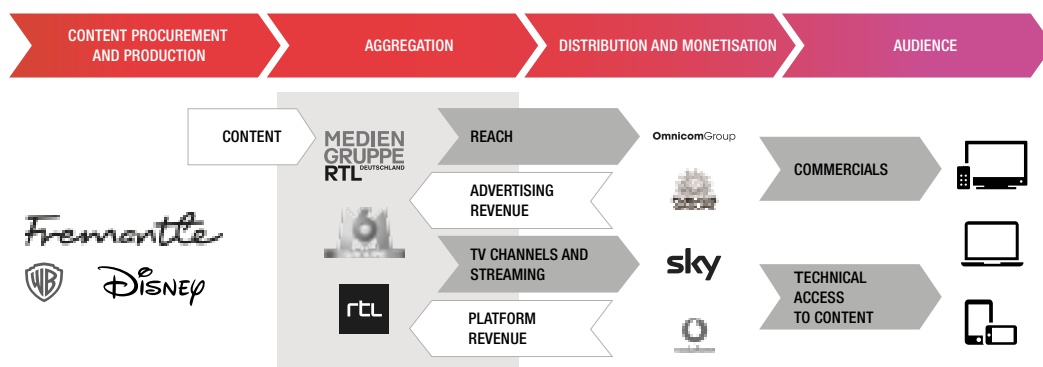 CONTENT PROCUREMENT
AND PRODUCTION
AGGREGATION
DISTRIBUTION AND MONETISATION
AUDIENCE
CONTENT
MEDIEN
GRUPPE
RTL DEUTSCHLAND
REACH
OmnicomGroup
COMMERCIALS
ADVERTISING
REVENUE
Fremantle
6
TV CHANNELS AND
STREAMING
sky
WB
Disney
rtl
TECHNICAL
ACCESS
TO CONTENT
PLATFORM
REVENUE